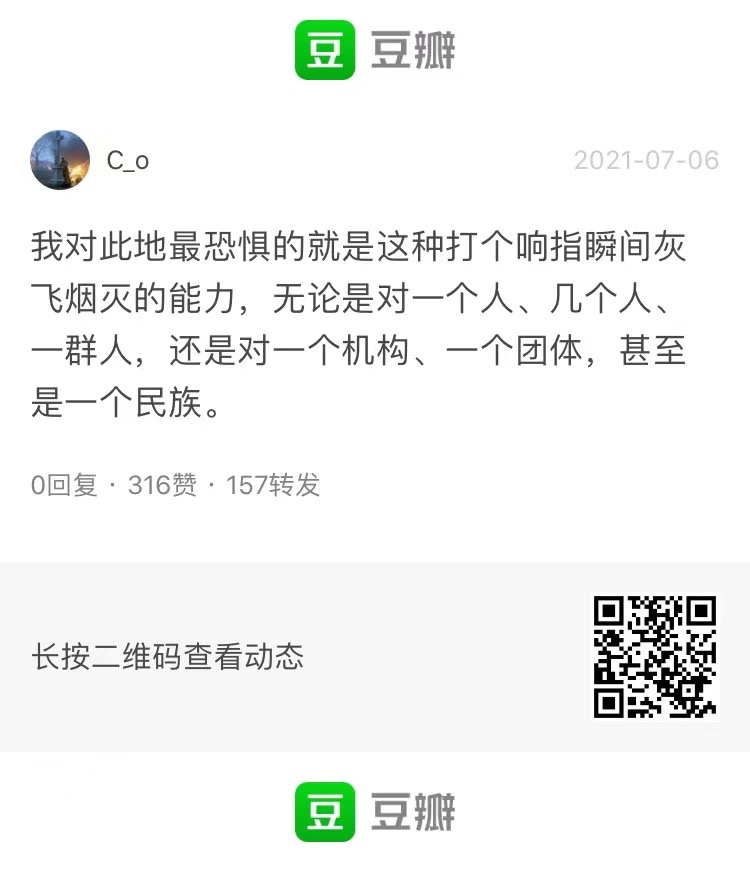 豆 豆瓣
C_o 2021-07-06
我对此地最恐惧的就是这种打个响指瞬间灰
飞烟灭的能力，无论是对一个人、几个人、
一群人，还是对一个机构、一个团体，甚至
是一个民族。
0回复 · 316赞 · 157转发
长按二维码查看动态
豆 豆瓣